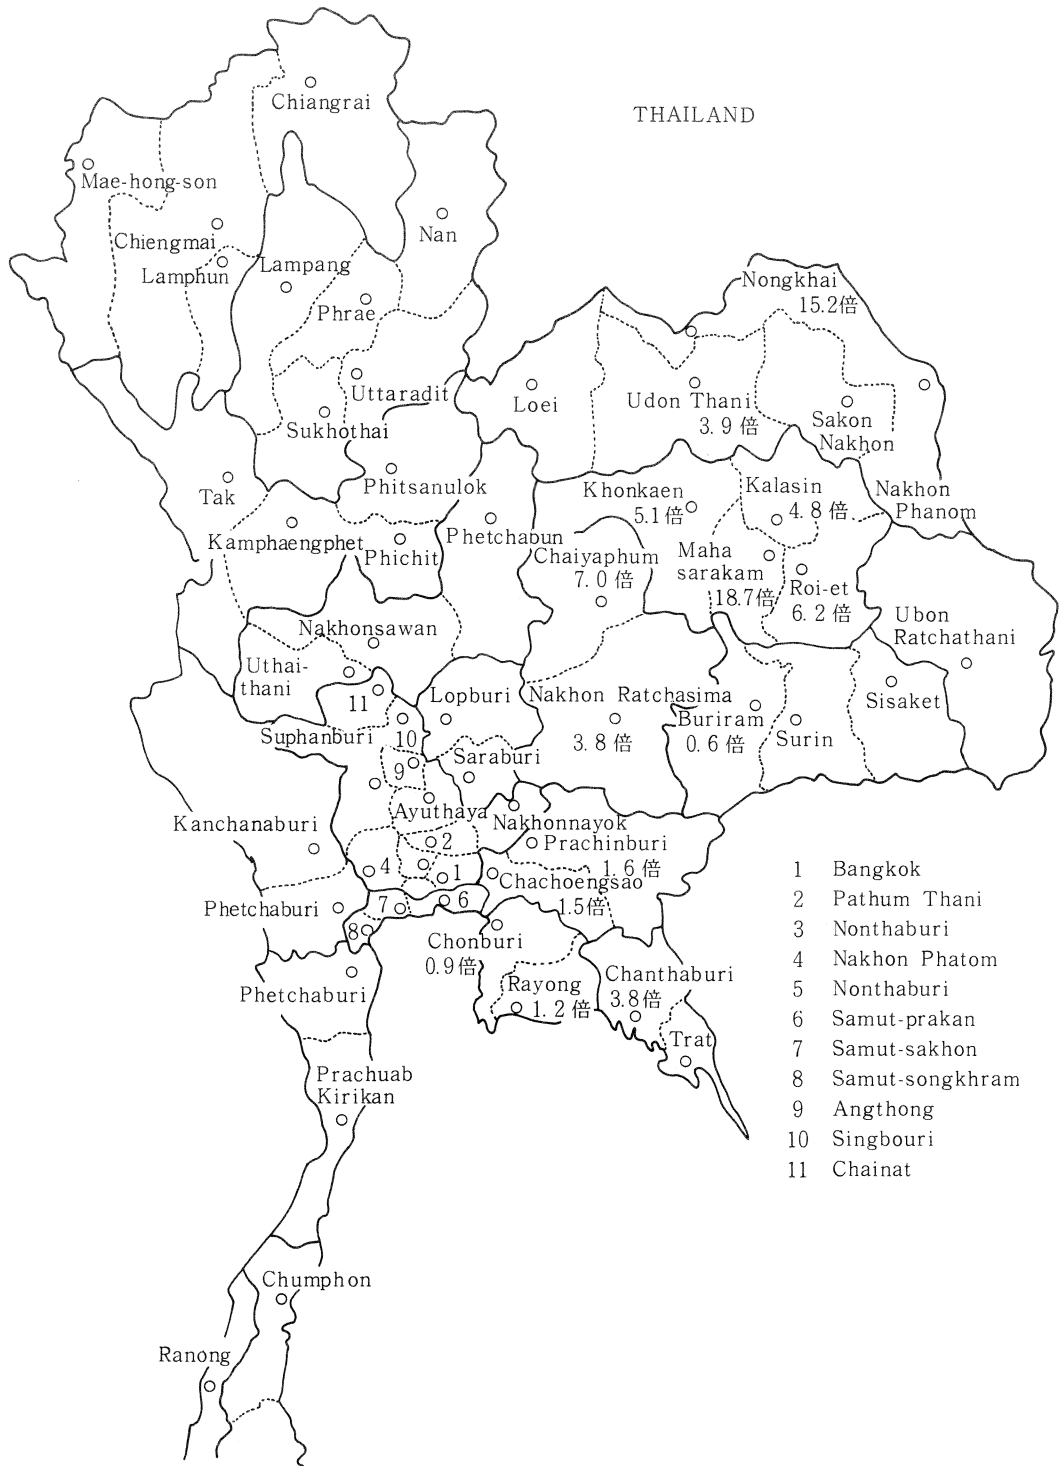 THAILAND
Chiangrai
Mae-hong-son
Nan
Chiengmai
Lamphun
Lampang
Phrae
Nongkhai
15.2倍
Uttaradit
Sukhothai
Loei
Udon Thani
3.9倍
Sakon
Nakhon
Phitsanulok
Tak
Khonkaen
5.1倍
Kalasin
4.8倍
Nakhon
Phanom
Kamphaengphet
Phichit
Phetchabun
Chaiyaphum
7.0倍
Maha
sarakam
18.7倍
Roi-et
6.2倍
Ubon
Ratchathani
Nakhonsawan
Uthai-
thani
11
Lopburi
Nakhon Ratchasima
3.8倍
Buriram
0.6倍
Surin
Sisaket
Suphanburi
10
9
Saraburi
Ayuthaya
Nakhonnayok
Kanchanaburi
2
Prachinburi
1.6倍
4
1
Chachoengsao
1.5倍
Phetchaburi
7
6
8
Chonburi
0.9倍
Phetchaburi
Rayong
1.2倍
Chanthaburi
3.8倍
Trat
Prachuab
Kirikan
Chumphon
Ranong
1 Bangkok
2 Pathum Thani
3 Nonthaburi
4 Nakhon Phatom
5 Nonthaburi
6 Samut-prakan
7 Samut-sakhon
8 Samut-songkhram
9 Angthong
10 Singbouri
11 Chainat